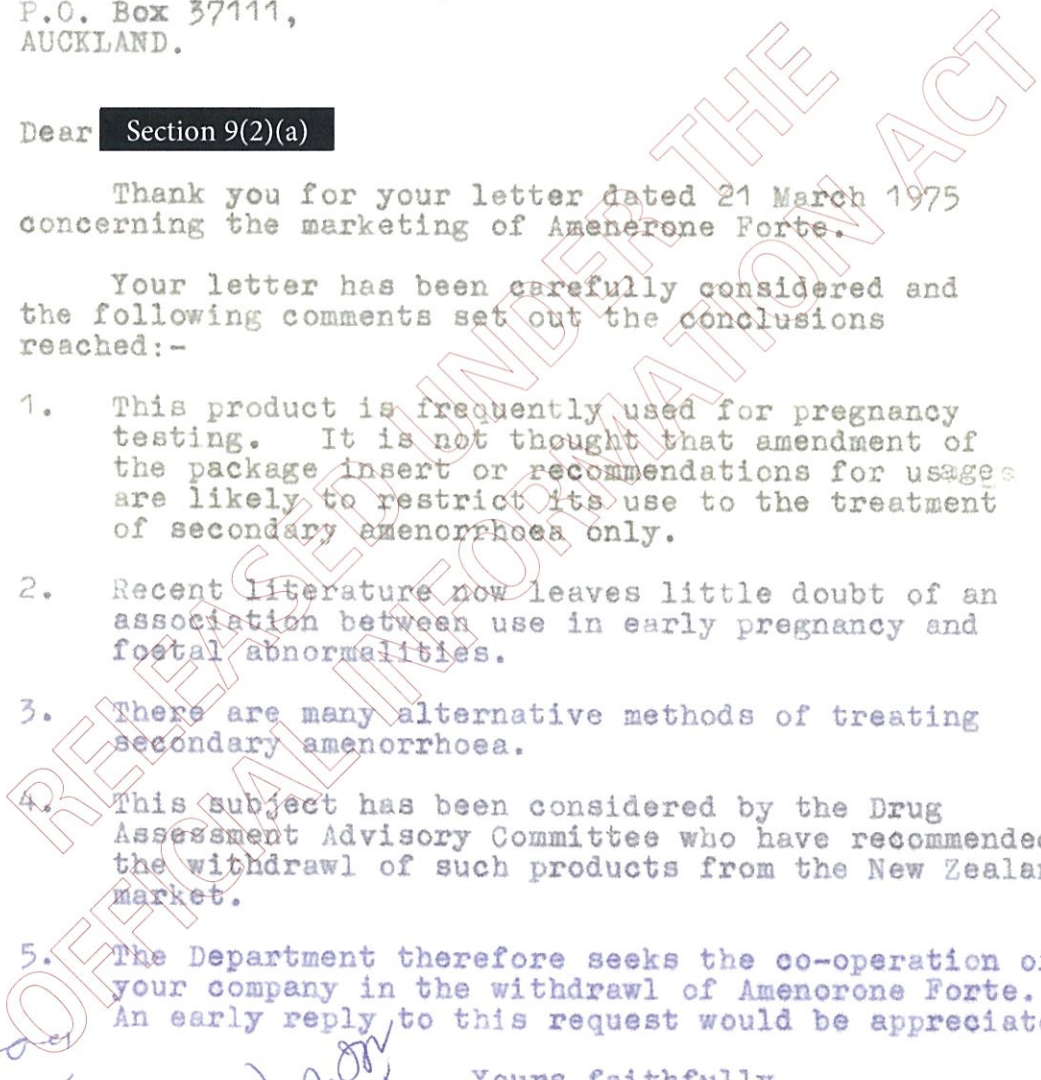 P.O. Box 37111,
AUCKLAND.
Dear Section 9(2)(a)
Thank you for your letter dated 21 March 1975
concerning the marketing of Amenerone Forte.
Your letter has been carefully considered and
the following comments set out the conclusions
reached:-
1. This product is frequently used for pregnancy
testing. It is not thought that amendment of
the package insert or recommendations for usages
are likely to restrict its use to the treatment
of secondary amenorrhoea only.
2. Recent literature now leaves little doubt of an
association between use in early pregnancy and
foetal abnormalities.
3. There are many alternative methods of treating
secondary amenorrhoea.
4. This subject has been considered by the Drug
Assessment Advisory Committee who have recommended
the withdrawl of such products from the New Zealan
market.
5. The Department therefore seeks the co-operation of
your company in the withdrawl of Amenorone Forte.
An early reply to this request would be appreciate
Yours faithfully
RELEASED UNDER THE
OFFICIAL INFORMATION ACT